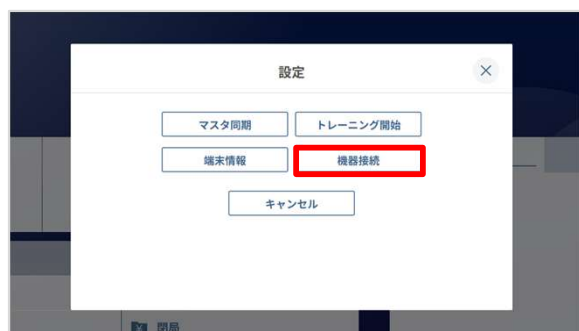 設定
マスタ同期 トレーニング開始
端末情報 機器接続
キャンセル
閉局